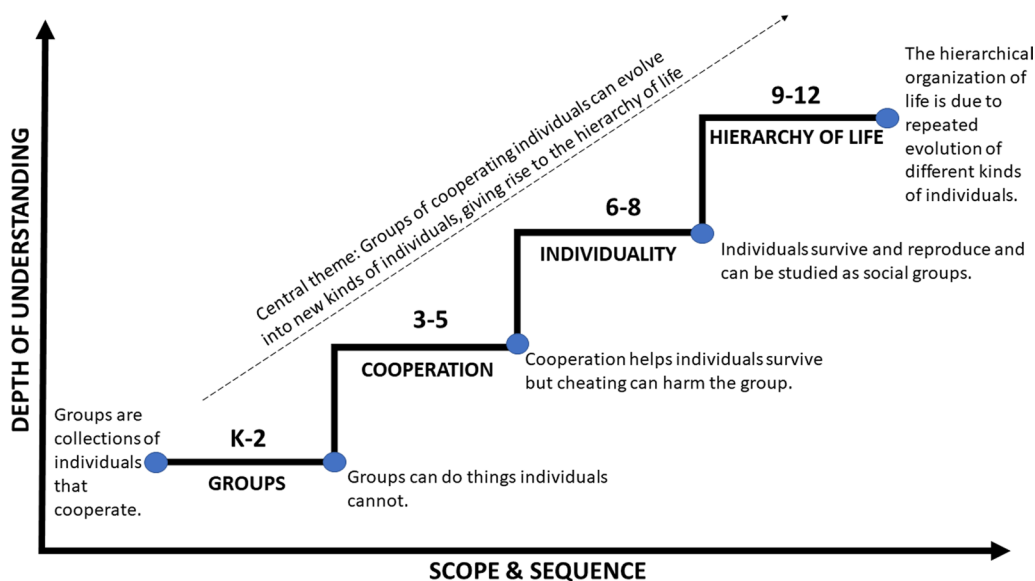 DEPTH OF UNDERSTANDING
Central theme: Groups of cooperating individuals can evolve
into new kinds of individuals, giving rise to the hierarchy of life
Groups are
collections of
individuals
that
cooperate.
K-2
GROUPS
Groups can do things individuals
cannot.
3-5
COOPERATION
Cooperation helps individuals survive
but cheating can harm the group.
6-8
INDIVIDUALITY
Individuals survive and reproduce and
can be studied as social groups.
9-12
HIERARCHY OF LIFE
The hierarchical
organization of
life is due to
repeated
evolution of
different kinds
of individuals.
SCOPE & SEQUENCE